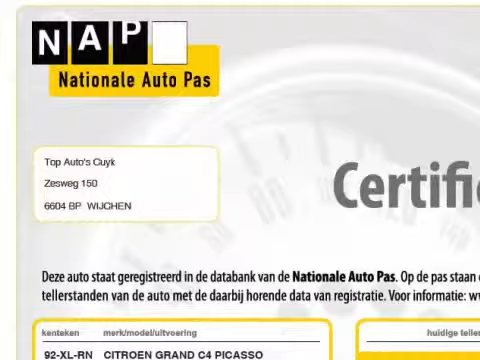 NAP
Nationale Auto Pas
Top Auto's Cuyk
Zesweg 150
6604 BP WIJCHEN
Certifi
Deze auto staat geregistreerd in de databank van de Nationale Auto Pas. Op de pas staan
tellerstanden van de auto met de daarbij horende data van registratie. Voor informatie: w
kenteken merk/model/uitvoering huidige teller
92-XL-RN CITROEN GRAND C4 PICASSO